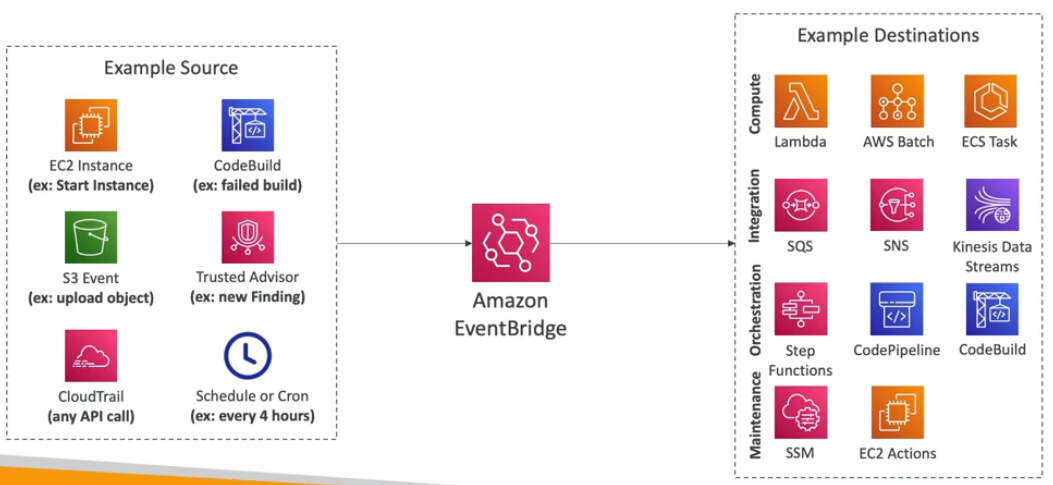 Example Source
EC2 Instance
(ex: Start Instance)
CodeBuild
(ex: failed build)
S3 Event
(ex: upload object)
Trusted Advisor
(ex: new Finding)
CloudTrail
(any API call)
Schedule or Cron
(ex: every 4 hours)
Amazon
EventBridge
Example Destinations
Compute
Lambda
AWS Batch
ECS Task
Integration
SQS
SNS
Kinesis Data
Streams
Orchestration
Step
Functions
CodePipeline
CodeBuild
Maintenance
SSM
EC2 Actions